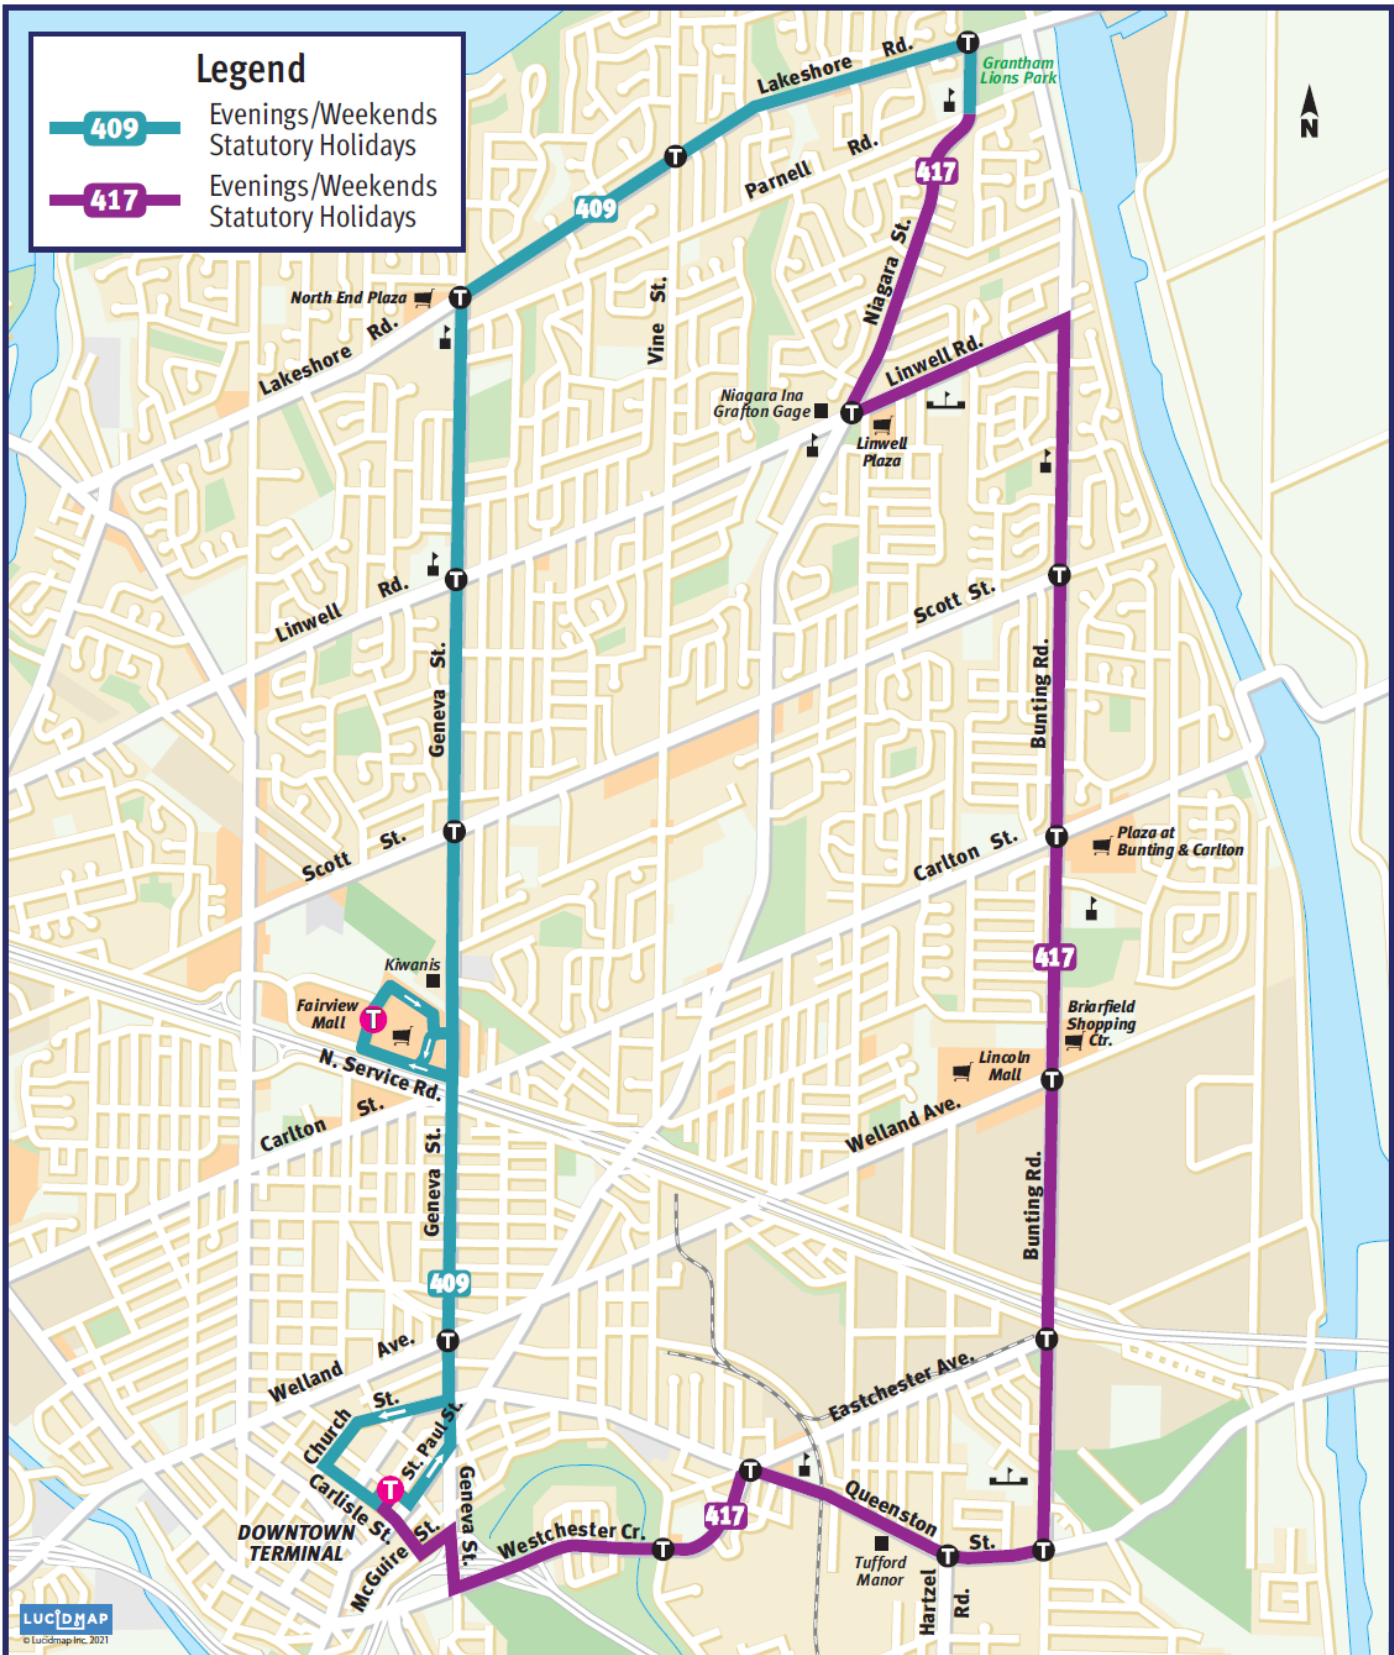 Legend
409
Evenings/Weekends
Statutory Holidays
417
Evenings/Weekends
Statutory Holidays
T
Grantham
Lions Park
Lakeshore Rd.
N
T
Parnell Rd.
417
409
Niagara St.
Vine St.
North End Plaza
T
Lakeshore Rd.
Linwell Rd.
Niagara Ina
Grafton Gage
T
Linwell
Plaza
T
Linwell Rd.
T
Scott St.
Geneva St.
Bunting Rd.
T
Scott St.
T
Carlton St.
Plaza at
Bunting & Carlton
417
Kiwanis
Fairview
Mall
T
N. Service Rd.
Briarfield
Shopping
Ctr.
Lincoln
Mall
T
Carlton St.
Welland Ave.
Geneva St.
Bunting Rd.
409
T
Welland Ave.
T
Eastchester Ave.
Church St.
St. Paul St.
T
Carlisle St.
DOWNTOWN
TERMINAL
McGuire St.
Geneva St.
Westchester Cr.
T
417
T
Queenston St.
Tufford
Manor
T
T
Hartzel
Rd.
LUCIDMAP
© Lucidmap Inc, 2021